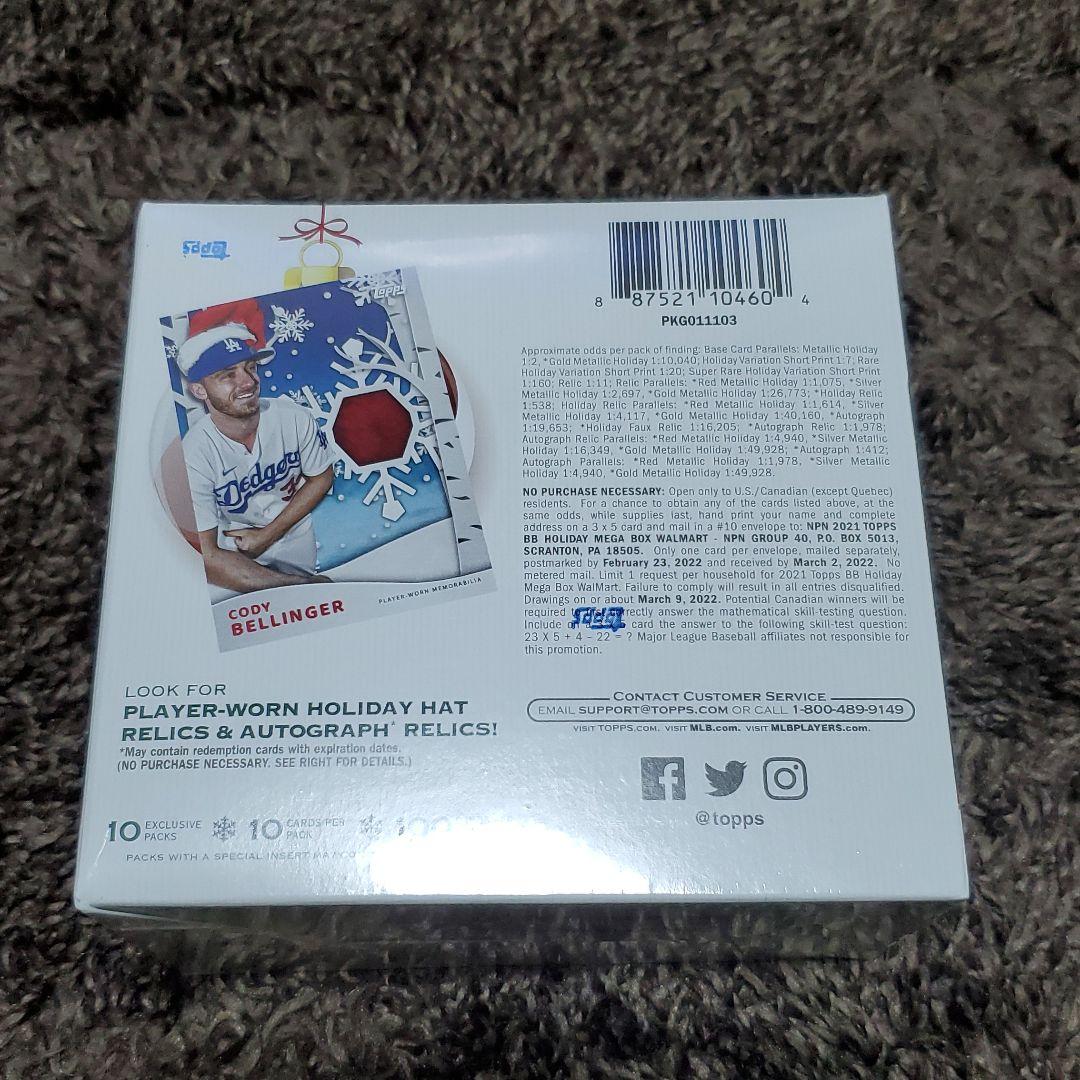 topps
topps
LA
Dodgers
CODY
BELLINGER
PLAYER-WORN MEMORABILIA
LOOK FOR
PLAYER-WORN HOLIDAY HAT
RELICS & AUTOGRAPH* RELICS!
*May contain redemption cards with expiration dates.
(NO PURCHASE NECESSARY. SEE RIGHT FOR DETAILS.)
10 EXCLUSIVE PACKS 10 CARDS PER PACK
PACKS WITH A SPECIAL INSERT MAY
8 87521 10460 4
PKG011103
Approximate odds per pack of finding: Base Card Parallels: Metallic Holiday
1:2, *Gold Metallic Holiday 1:10,040; Holiday Variation Short Print 1:7, Rare
Holiday Variation Short Print 1:20; Super Rare Holiday Variation Short Print
1:160; Relic 1:11; Relic Parallels: *Red Metallic Holiday 1:1,075, *Silver
Metallic Holiday 1:2,697, *Gold Metallic Holiday 1:26,773; *Holiday Relic
1:538; Holiday Relic Parallels: *Red Metallic Holiday 1:1,614, *Silver
Metallic Holiday 1:4,117, *Gold Metallic Holiday 1:40,160, *Autograph
1:19,653; *Holiday Faux Relic 1:16,205; *Autograph Relic 1:1,978;
Autograph Relic Parallels: *Red Metallic Holiday 1:4,940, *Silver Metallic
Holiday 1:16,349, *Gold Metallic Holiday 1:49,928; *Autograph 1:412;
Autograph Parallels: *Red Metallic Holiday 1:1,978, *Silver Metallic
Holiday 1:4,940, *Gold Metallic Holiday 1:49,928.
NO PURCHASE NECESSARY: Open only to U.S./Canadian (except Quebec)
residents. For a chance to obtain any of the cards listed above, at the
same odds, while supplies last, hand print your name and complete
address on a 3 x 5 card and mail in a #10 envelope to: NPN 2021 TOPPS
BB HOLIDAY MEGA BOX WALMART - NPN GROUP 40, P.O. BOX 5013,
SCRANTON, PA 18505. Only one card per envelope, mailed separately,
postmarked by February 23, 2022 and received by March 2, 2022. No
metered mail. Limit 1 request per household for 2021 Topps BB Holiday
Mega Box WalMart. Failure to comply will result in all entries disqualified.
Drawings on or about March 9, 2022. Potential Canadian winners will be
required answer the mathematical skill-testing question.
Include card the answer to the following skill-test question:
23 X 5 + 4 – 22 = ? Major League Baseball affiliates not responsible for
this promotion.
topps
CONTACT CUSTOMER SERVICE
EMAIL SUPPORT@TOPPS.COM OR CALL 1-800-489-9149
VISIT TOPPS.COM. VISIT MLB.com. VISIT MLBPLAYERS.com.
@topps